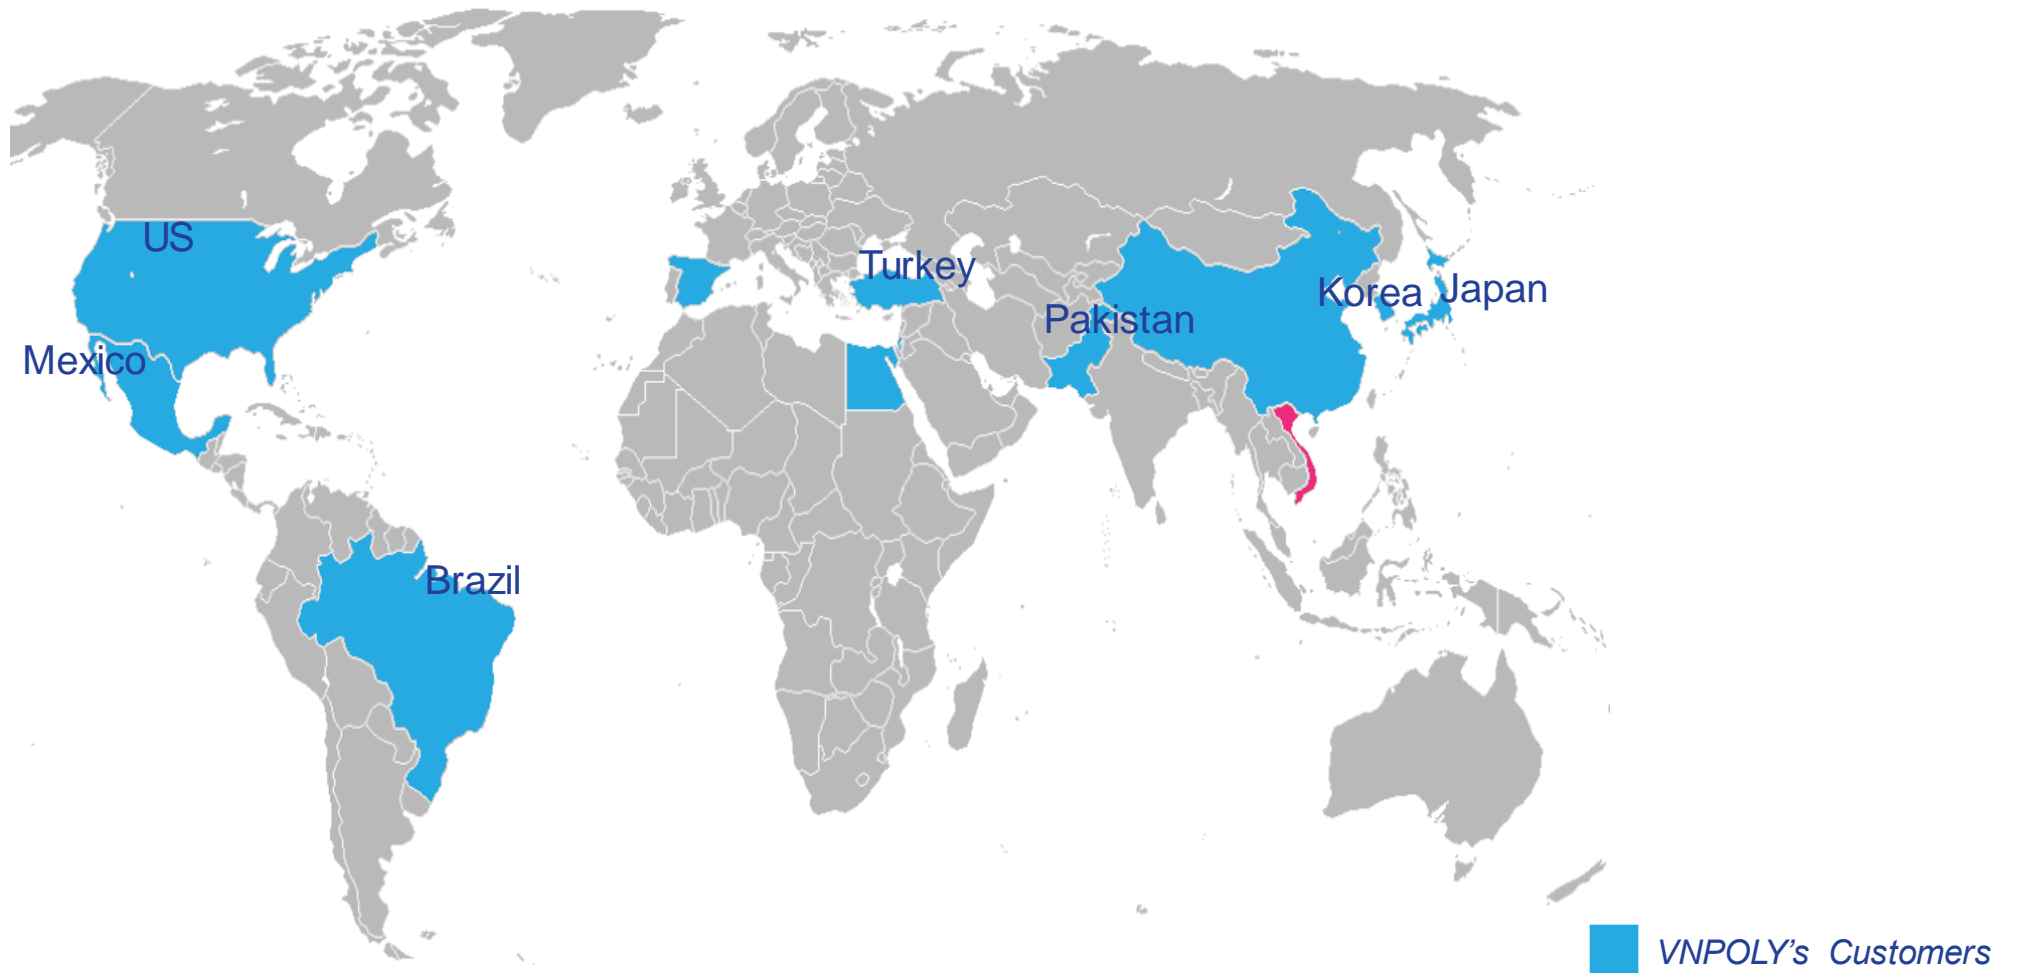 US
Turkey
Korea
Japan
Pakistan
Mexico
Brazil
VNPOLY's Customers